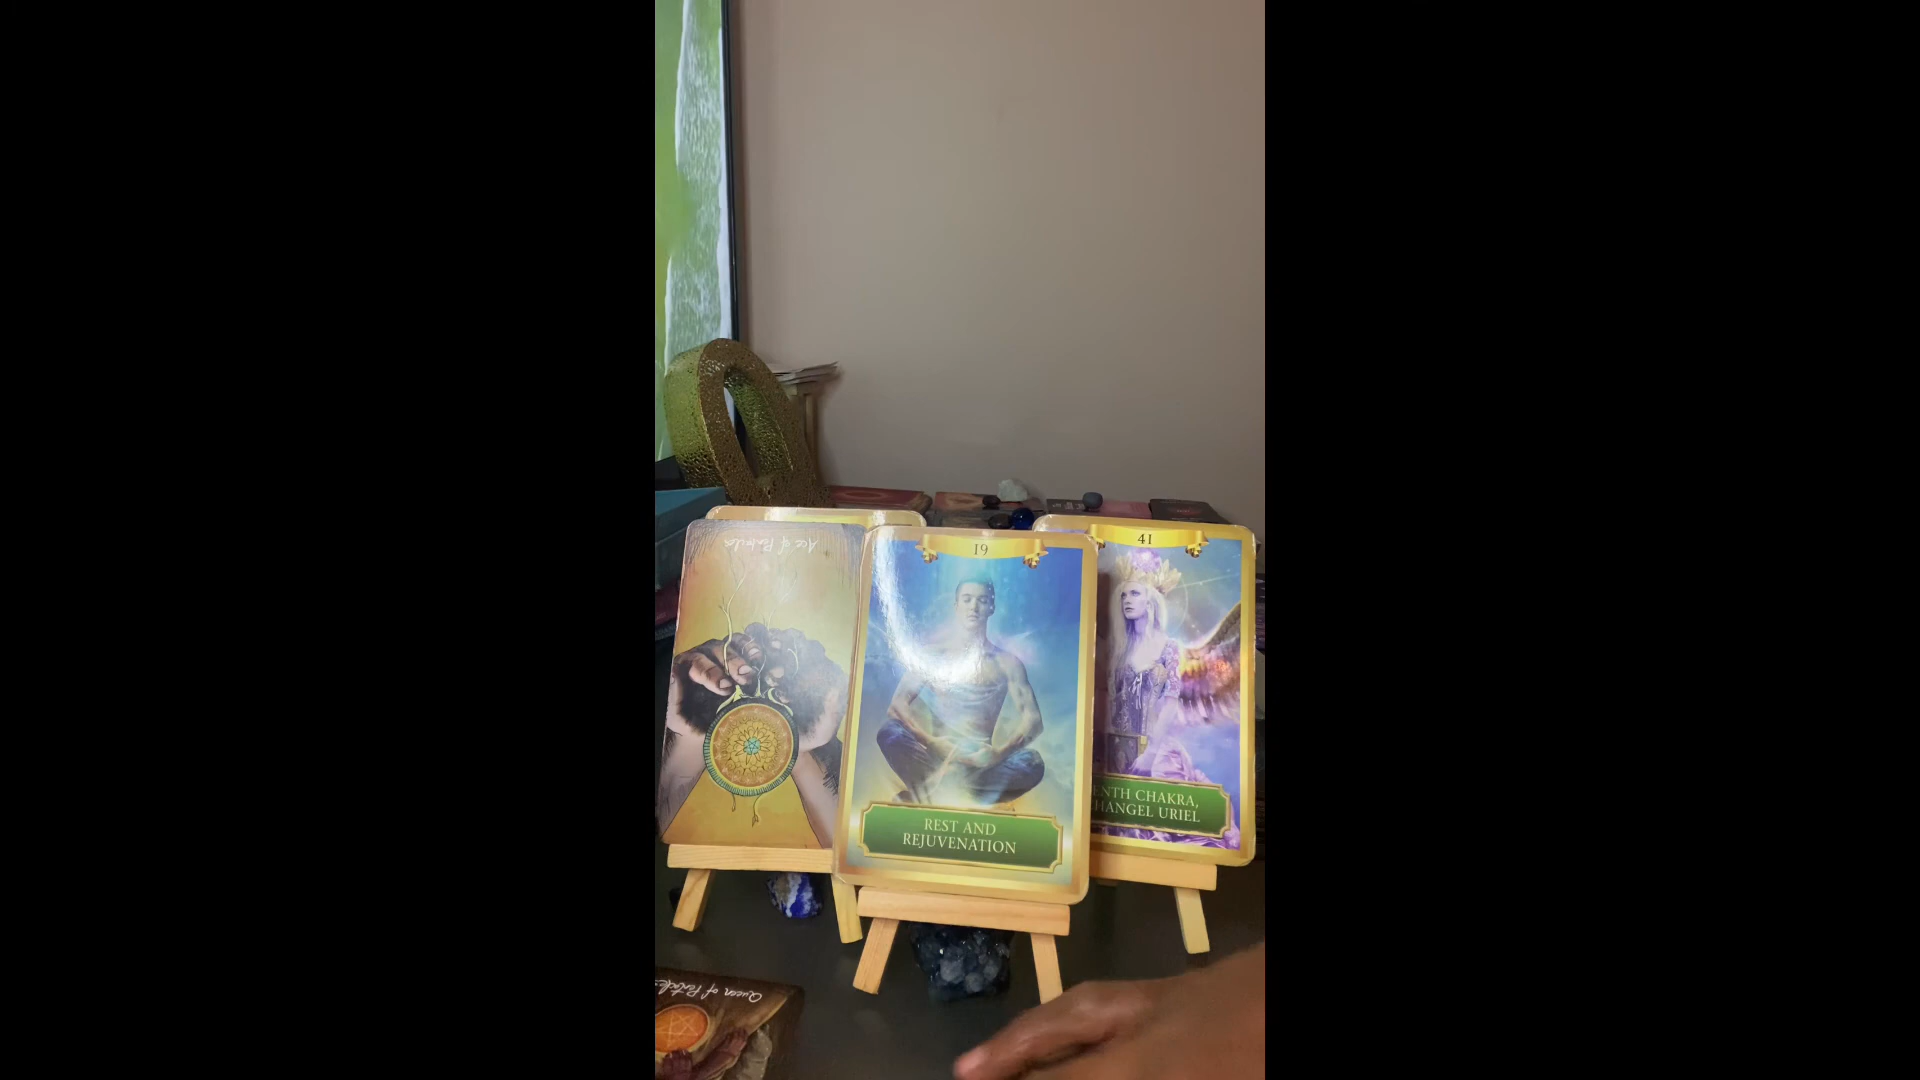 Ace of Pentacles
19
REST AND
REJUVENATION
41
ENTH CHAKRA,
HANGEL URIEL
Queen of Pentacles